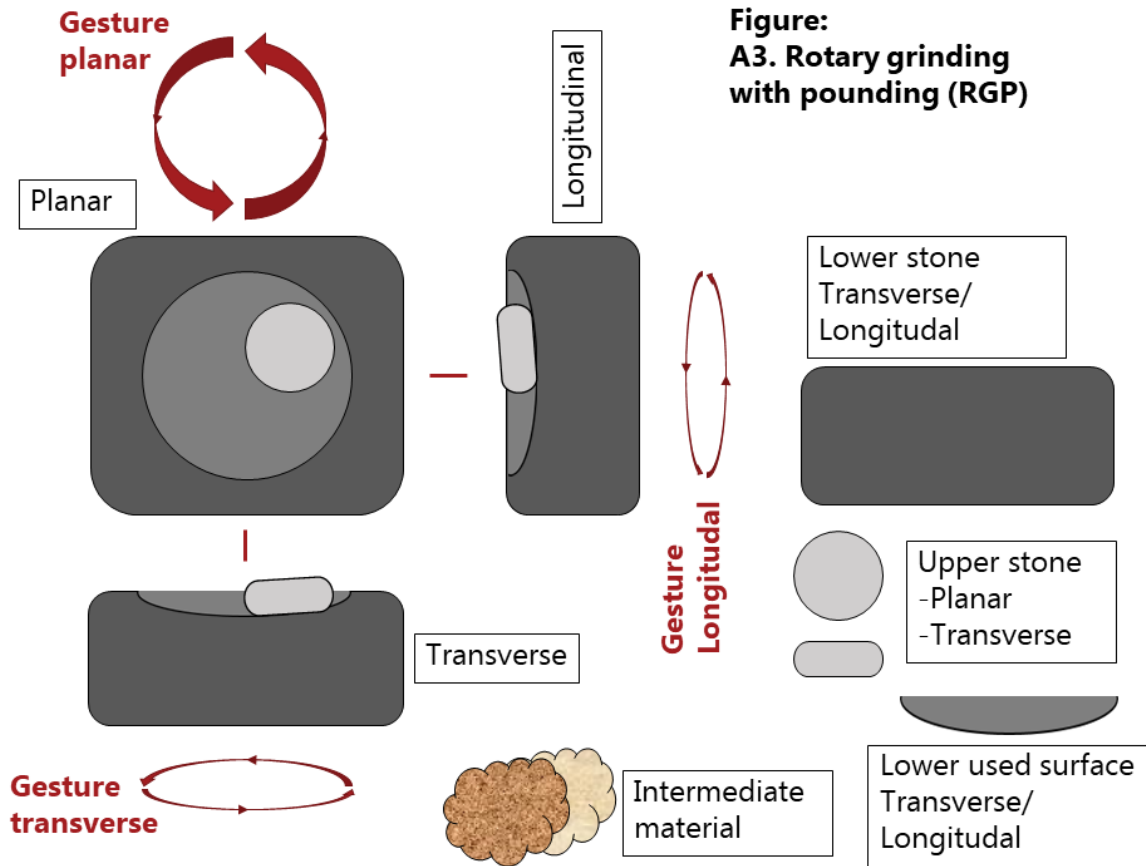 Gesture
planar
Figure:
A3. Rotary grinding
with pounding (RGP)
Longitudinal
Planar
Lower stone
Transverse/
Longitudal
Gesture
Longitudal
Upper stone
-Planar
-Transverse
Transverse
Gesture
transverse
Intermediate
material
Lower used surface
Transverse/
Longitudal